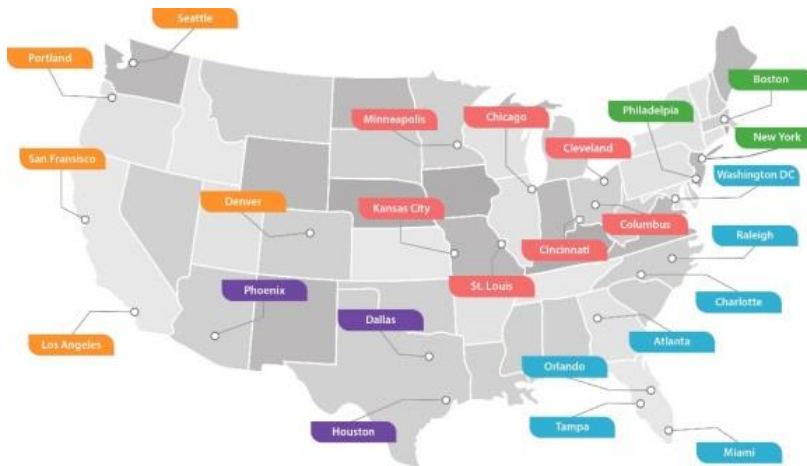 Seattle
Portland
Boston
Philadelpia
Minneapolis
Chicago
New York
Cleveland
San Fransisco
Washington DC
Denver
Kansas City
Columbus
Raleigh
Cincinnati
Phoenix
St. Louis
Charlotte
Dallas
Los Angeles
Atlanta
Orlando
Houston
Tampa
Miami